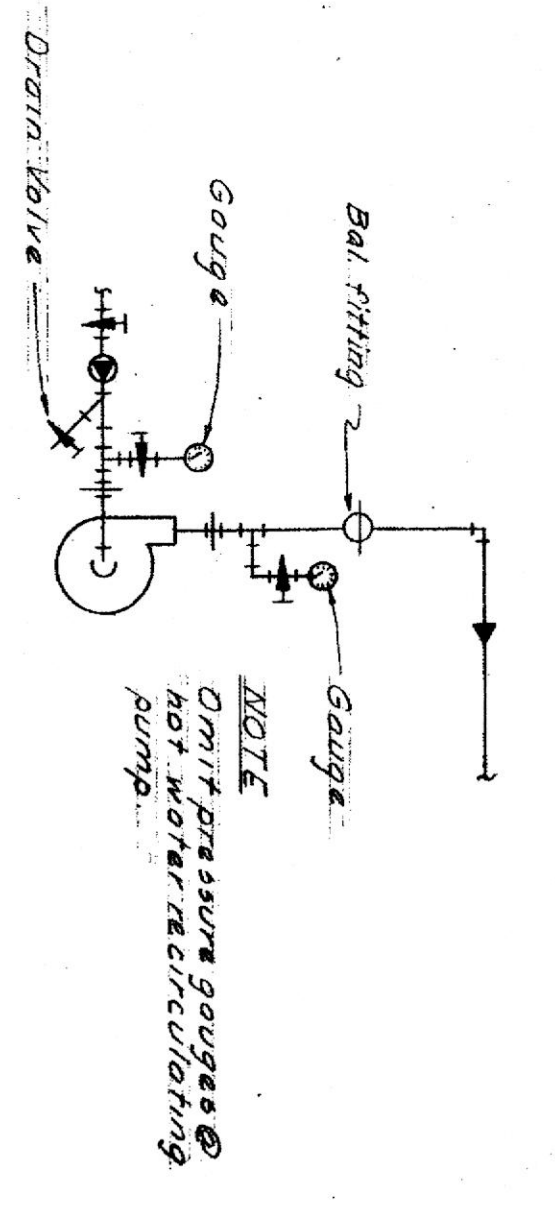 Drain Valve
Gauge
Bal. fitting
Gauge
NOTE
Omit pressure gauges @
hot water recirculating
pump.